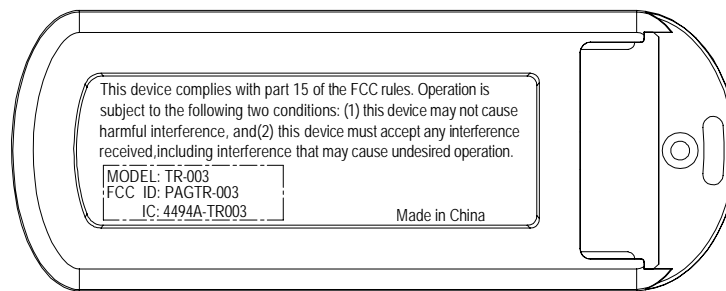 This device complies with part 15 of the FCC rules. Operation is
subject to the following two conditions: (1) this device may not cause
harmful interference, and(2) this device must accept any interference
received,including interference that may cause undesired operation.
MODEL: TR-003
FCC ID: PAGTR-003
IC: 4494A-TR003
Made in China